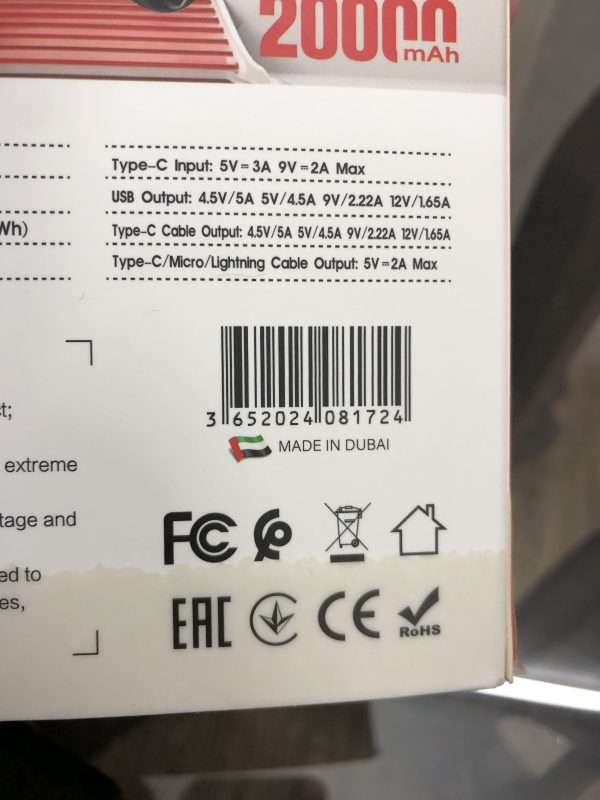 20000
mAh
Type-C Input: 5V=3A 9V=2A Max
USB Output: 4.5V/5A 5V/4.5A 9V/2.22A 12V/1.65A
Wh)
Type-C Cable Output: 4.5V/5A 5V/4.5A 9V/2.22A 12V/1.65A
Type-C/Micro/Lightning Cable Output: 5V=2A Max
st;
3 652024 081724
MADE IN DUBAI
extreme
tage and
FC
ed to
es,
EAC
CE
RoHS